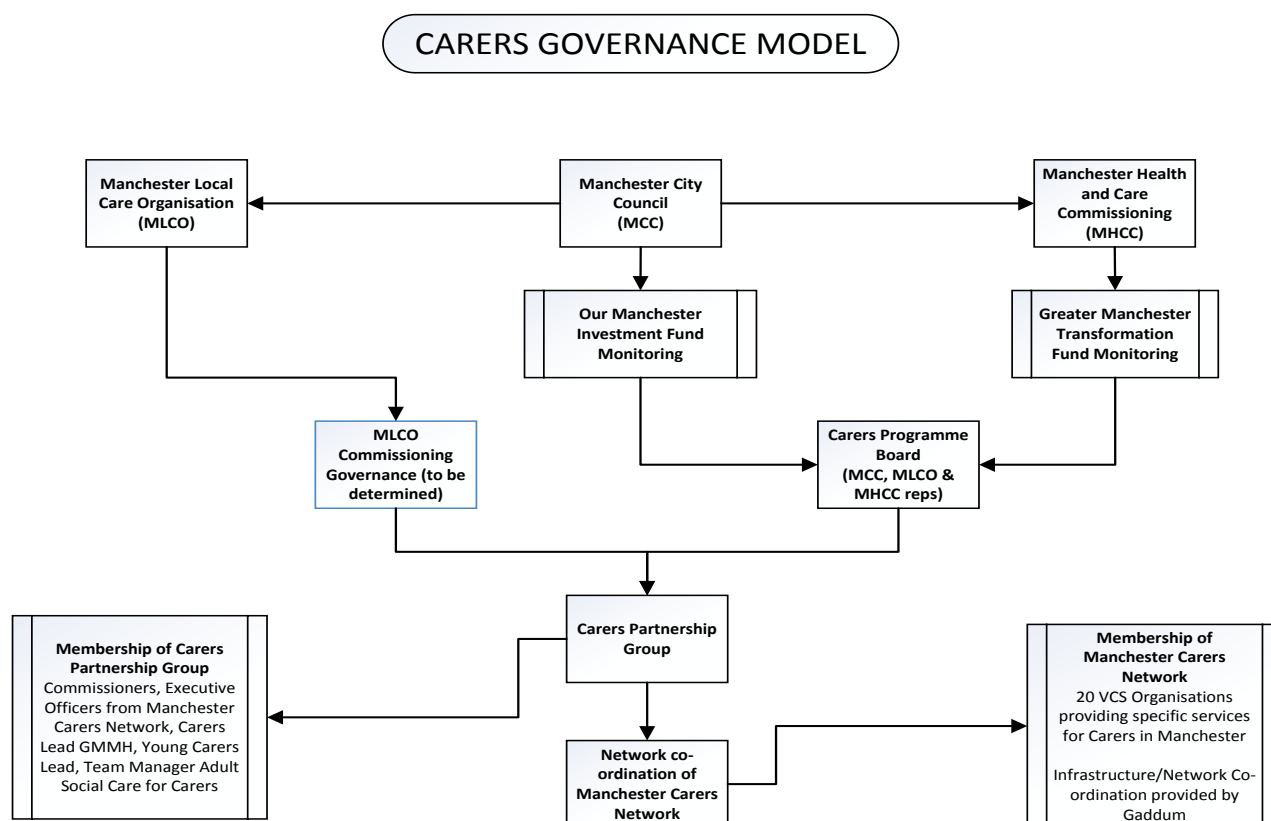 CARERS GOVERNANCE MODEL
Manchester Local
Care Organisation
(MLCO)
Manchester City
Council
(MCC)
Manchester Health
and Care
Commissioning
(MHCC)
Our Manchester
Investment Fund
Monitoring
Greater Manchester
Transformation
Fund Monitoring
MLCO
Commissioning
Governance (to be
determined)
Carers Programme
Board
(MCC, MLCO &
MHCC reps)
Carers Partnership
Group
Membership of Carers
Partnership Group
Commissioners, Executive
Officers from Manchester
Carers Network, Carers
Lead GMMH, Young Carers
Lead, Team Manager Adult
Social Care for Carers
Membership of
Manchester Carers
Network
20 VCS Organisations
providing specific services
for Carers in Manchester
Infrastructure/Network Co-
ordination provided by
Gaddum
Network co-
ordination of
Manchester Carers
Network